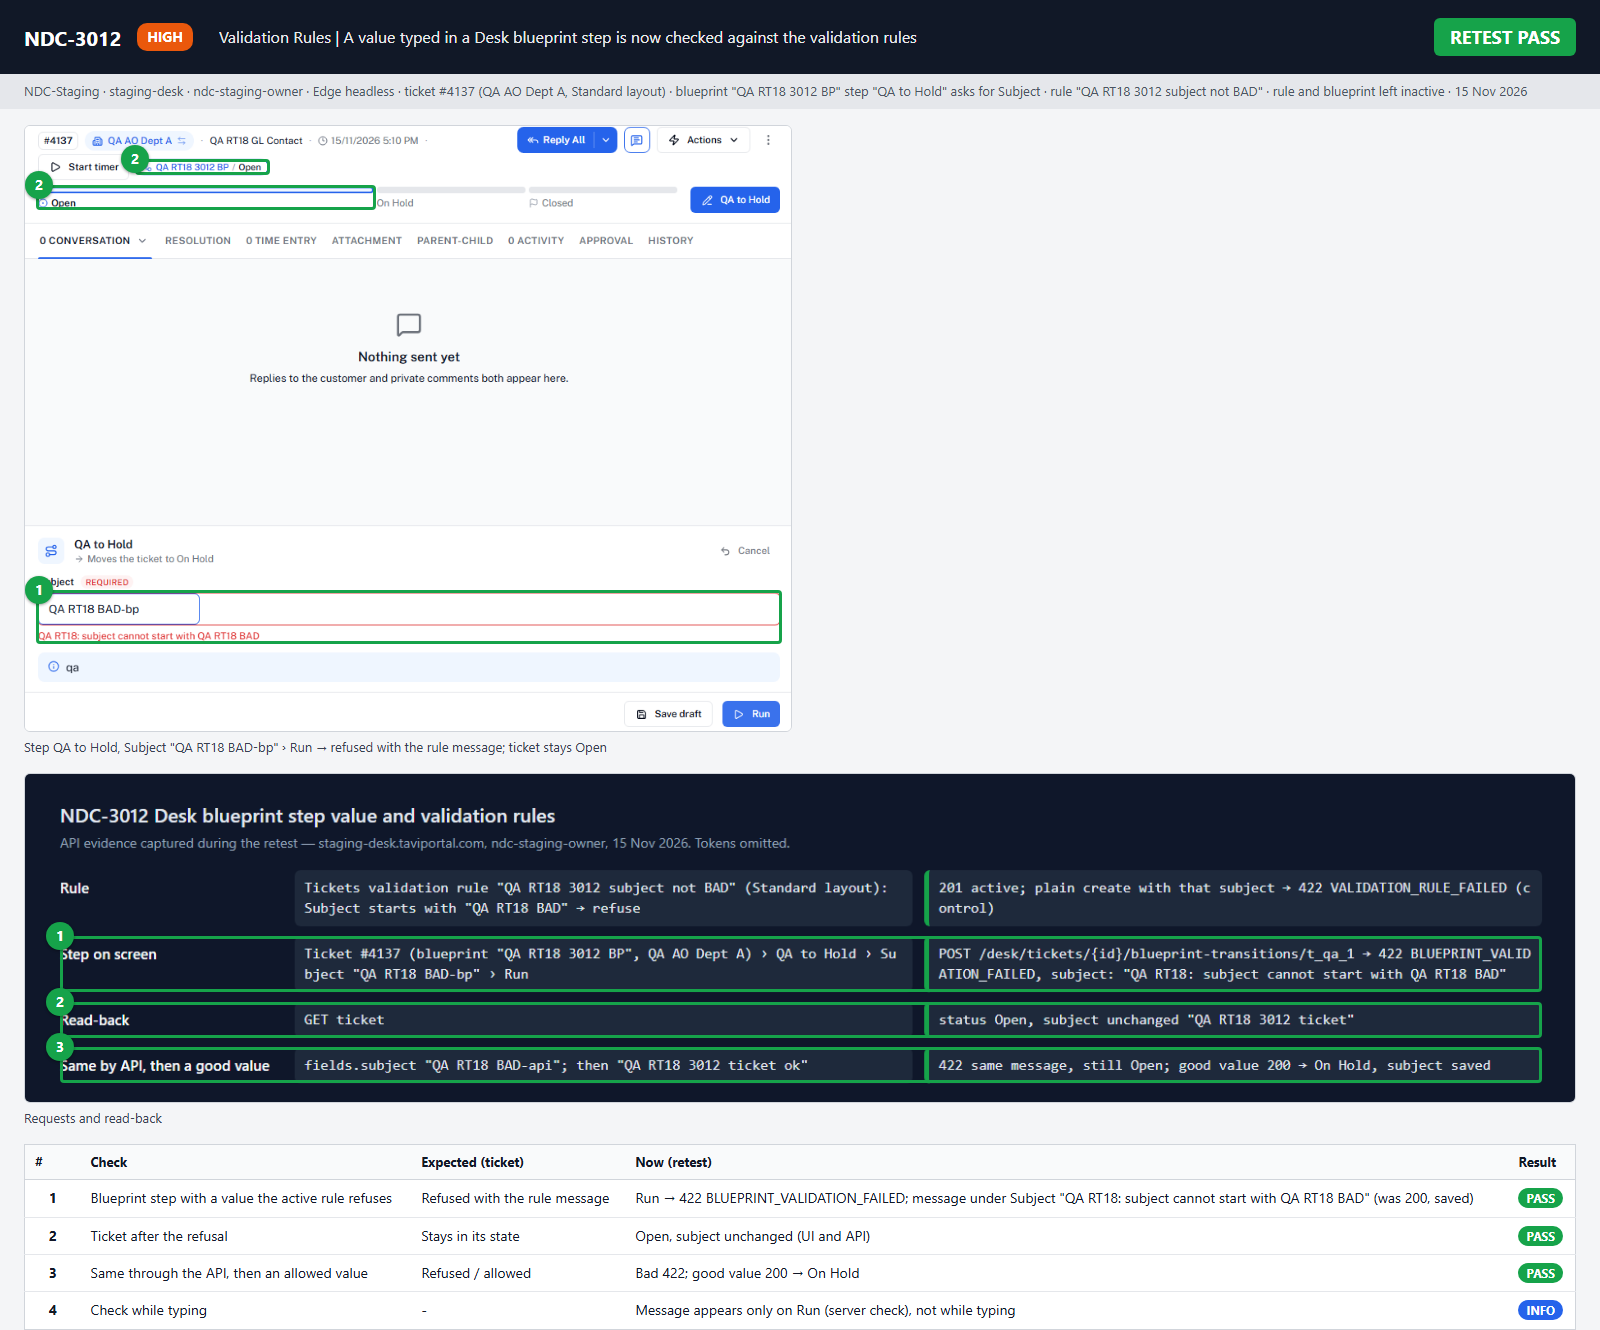 NDC-3012 HIGH Validation Rules | A value typed in a Desk blueprint step is now checked against the validation rules RETEST PASS
NDC-Staging · staging-desk · ndc-staging-owner · Edge headless · ticket #4137 (QA AO Dept A, Standard layout) · blueprint "QA RT18 3012 BP" step "QA to Hold" asks for Subject · rule "QA RT18 3012 subject not BAD" · rule and blueprint left inactive · 15 Nov 2026
#4137 QA AO Dept A · QA RT18 GL Contact · 15/11/2026 5:10 PM · Reply All Actions
Start timer 2 QA RT18 3012 BP / Open
2
Open On Hold Closed QA to Hold
0 CONVERSATION RESOLUTION 0 TIME ENTRY ATTACHMENT PARENT-CHILD 0 ACTIVITY APPROVAL HISTORY
Nothing sent yet
Replies to the customer and private comments both appear here.
QA to Hold
→ Moves the ticket to On Hold Cancel
1 bject REQUIRED
QA RT18 BAD-bp
QA RT18: subject cannot start with QA RT18 BAD
qa
Save draft Run
Step QA to Hold, Subject "QA RT18 BAD-bp" › Run → refused with the rule message; ticket stays Open
NDC-3012 Desk blueprint step value and validation rules
API evidence captured during the retest — staging-desk.taviportal.com, ndc-staging-owner, 15 Nov 2026. Tokens omitted.
Rule Tickets validation rule "QA RT18 3012 subject not BAD" (Standard layout): 201 active; plain create with that subject → 422 VALIDATION_RULE_FAILED (c
Subject starts with "QA RT18 BAD" → refuse ontrol)
1
Step on screen Ticket #4137 (blueprint "QA RT18 3012 BP", QA AO Dept A) › QA to Hold › Su POST /desk/tickets/{id}/blueprint-transitions/t_qa_1 → 422 BLUEPRINT_VALID
bject "QA RT18 BAD-bp" › Run ATION_FAILED, subject: "QA RT18: subject cannot start with QA RT18 BAD"
2
Read-back GET ticket status Open, subject unchanged "QA RT18 3012 ticket"
3
Same by API, then a good value fields.subject "QA RT18 BAD-api"; then "QA RT18 3012 ticket ok" 422 same message, still Open; good value 200 → On Hold, subject saved
Requests and read-back
# Check Expected (ticket) Now (retest) Result
1 Blueprint step with a value the active rule refuses Refused with the rule message Run → 422 BLUEPRINT_VALIDATION_FAILED; message under Subject "QA RT18: subject cannot start with QA RT18 BAD" (was 200, saved) PASS
2 Ticket after the refusal Stays in its state Open, subject unchanged (UI and API) PASS
3 Same through the API, then an allowed value Refused / allowed Bad 422; good value 200 → On Hold PASS
4 Check while typing - Message appears only on Run (server check), not while typing INFO